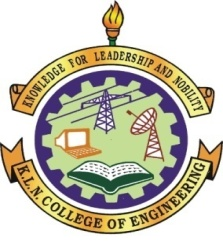 KNOWLEDGE FOR LEADERSHIP AND NOBILITY
K.L.N. COLLEGE OF ENGINEERING